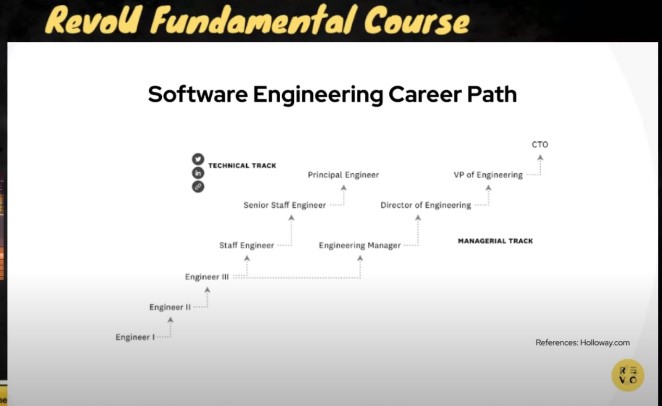 RevoU Fundamental Course
Software Engineering Career Path
CTO
TECHNICAL TRACK
Principal Engineer
VP of Engineering
Senior Staff Engineer
Director of Engineering
Staff Engineer
Engineering Manager
MANAGERIAL TRACK
Engineer III
Engineer II
Engineer I
References: Holloway.com
RE
VO